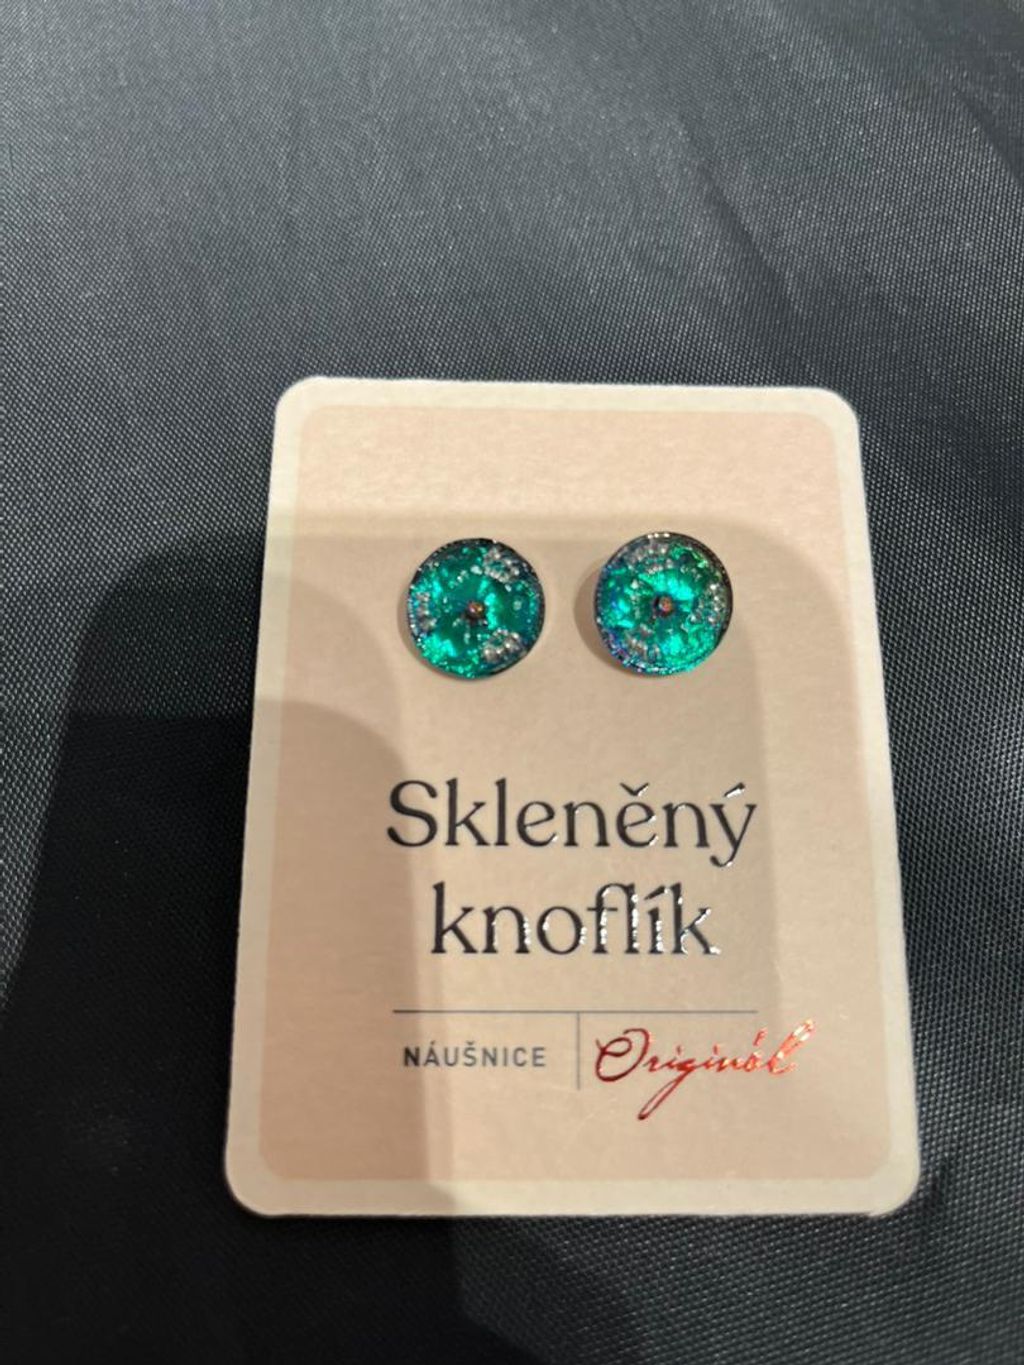 Skleněný
knoflík
NÁUŠNICE
Originál